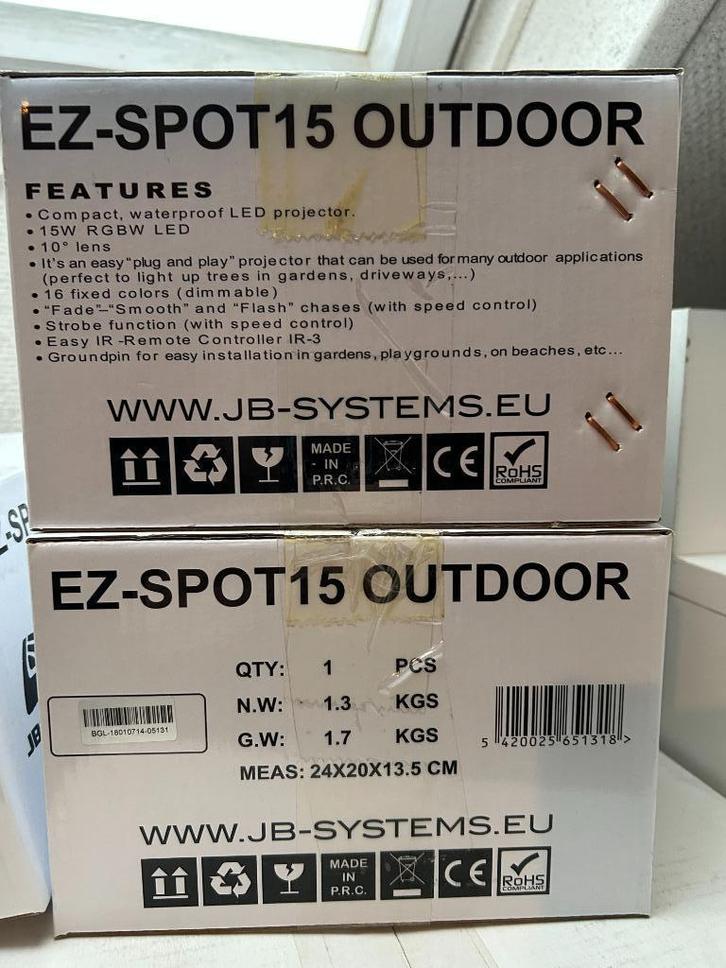 EZ-SPOT15 OUTDOOR
FEATURES
• Compact, waterproof LED projector.
• 15W RGBW LED
• 10° lens
• It's an easy "plug and play" projector that can be used for many outdoor applications
(perfect to light up trees in gardens, driveways,...)
• 16 fixed colors (dimmable)
• "Fade"–"Smooth" and "Flash" chases (with speed control)
• Strobe function (with speed control)
• Easy IR -Remote Controller IR-3
• Groundpin for easy installation in gardens, playgrounds, on beaches, etc...
WWW.JB-SYSTEMS.EU
MADE
- IN
P.R.C.
CE
RoHS
COMPLIANT
EZ-SPOT15 OUTDOOR
QTY: 1 PCS
N.W: 1.3 KGS
G.W: 1.7 KGS
MEAS: 24X20X13.5 CM
BGL-18010714-05131
5 420025 651318 >
WWW.JB-SYSTEMS.EU
MADE
IN
P.R.C.
CE
RoHS
COMPLIANT
EZ-SP
JB